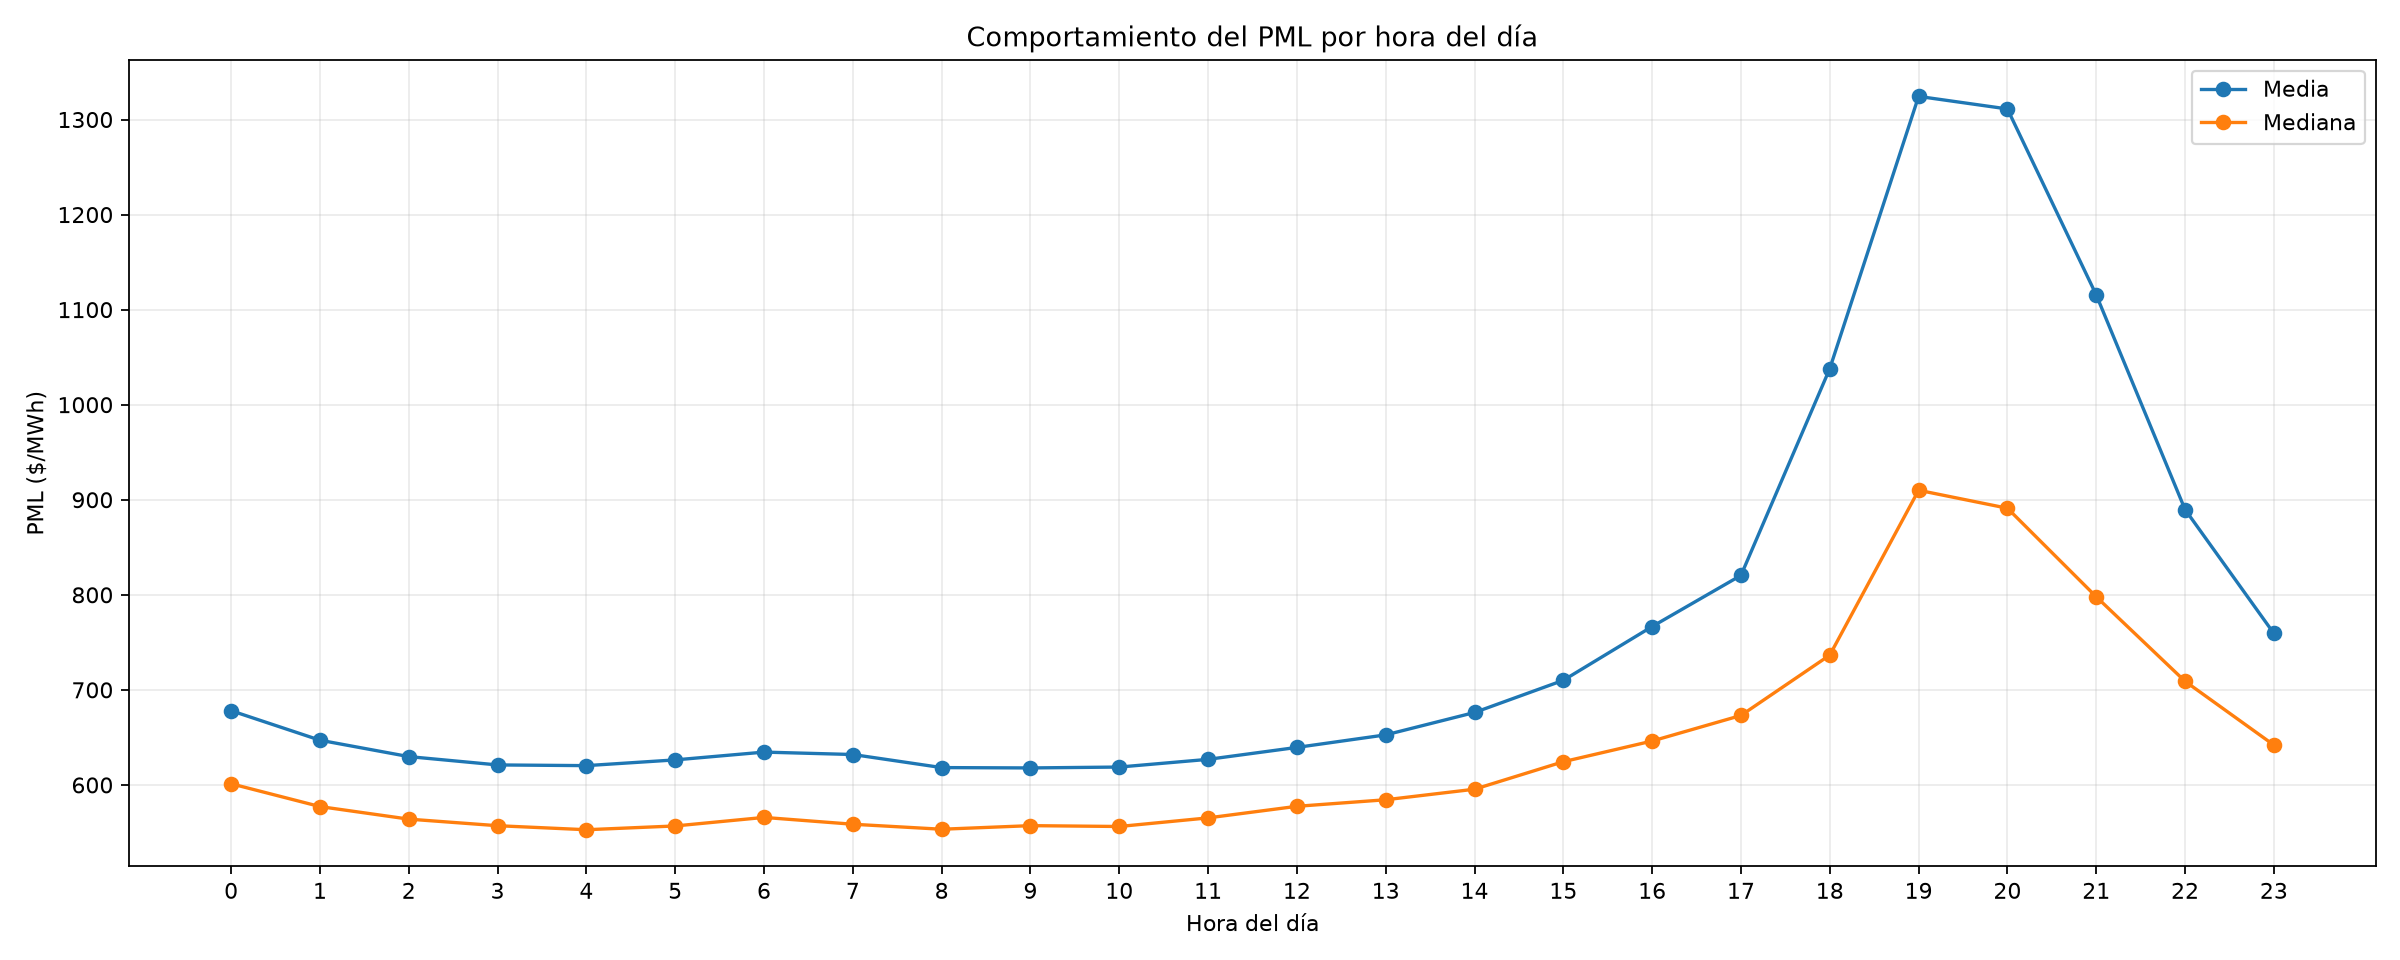 Comportamiento del PML por hora del día
Media
Mediana
PML ($/MWh)
1300
1200
1100
1000
900
800
700
600
0 1 2 3 4 5 6 7 8 9 10 11 12 13 14 15 16 17 18 19 20 21 22 23
Hora del día